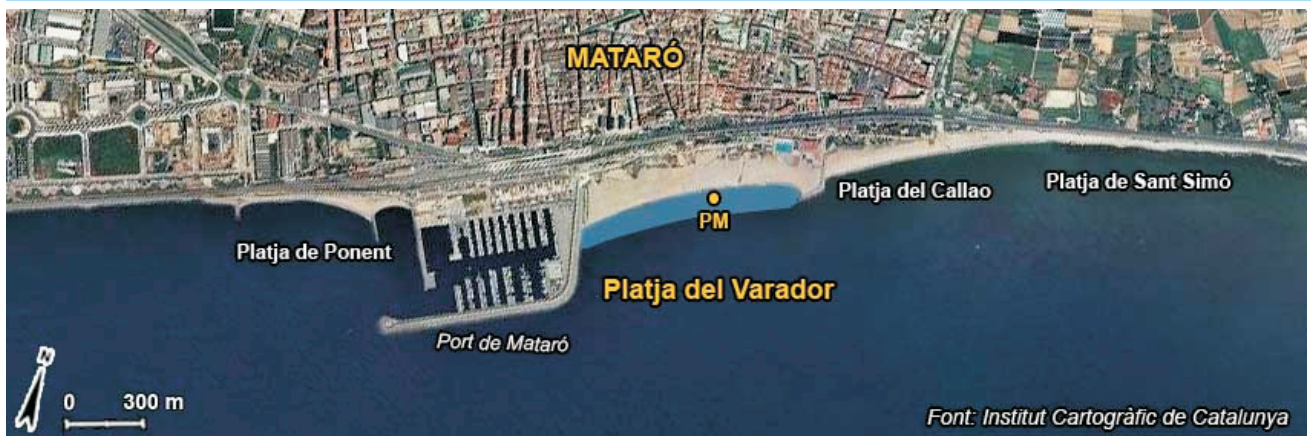 MATARÓ
Platja de Ponent
PM
Platja del Callao
Platja de Sant Simó
Platja del Varador
Port de Mataró
N
0 300 m
Font: Institut Cartogràfic de Catalunya